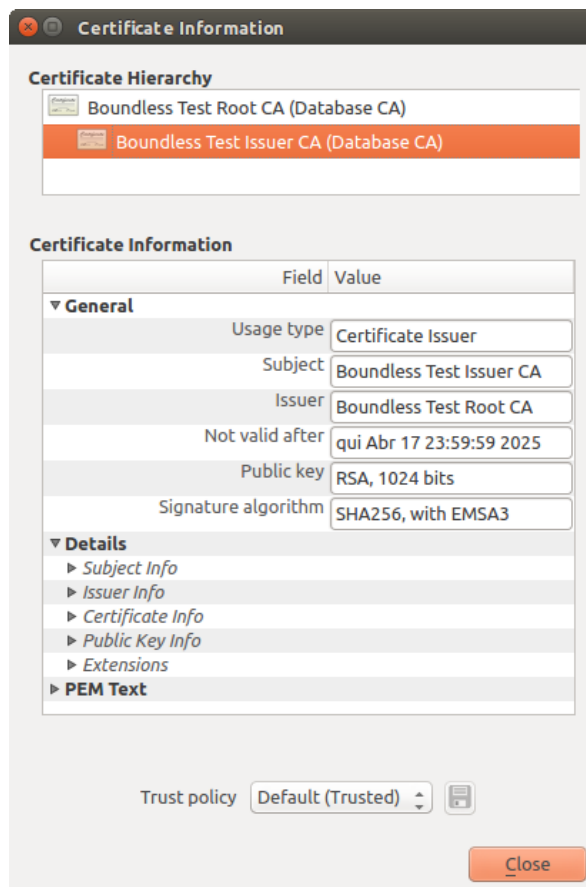 Certificate Information
Certificate Hierarchy
Boundless Test Root CA (Database CA)
Boundless Test Issuer CA (Database CA)
Certificate Information
Field Value
General
Usage type Certificate Issuer
Subject Boundless Test Issuer CA
Issuer Boundless Test Root CA
Not valid after qui Abr 17 23:59:59 2025
Public key RSA, 1024 bits
Signature algorithm SHA256, with EMSA3
Details
Subject Info
Issuer Info
Certificate Info
Public Key Info
Extensions
PEM Text
Trust policy Default (Trusted)
Close